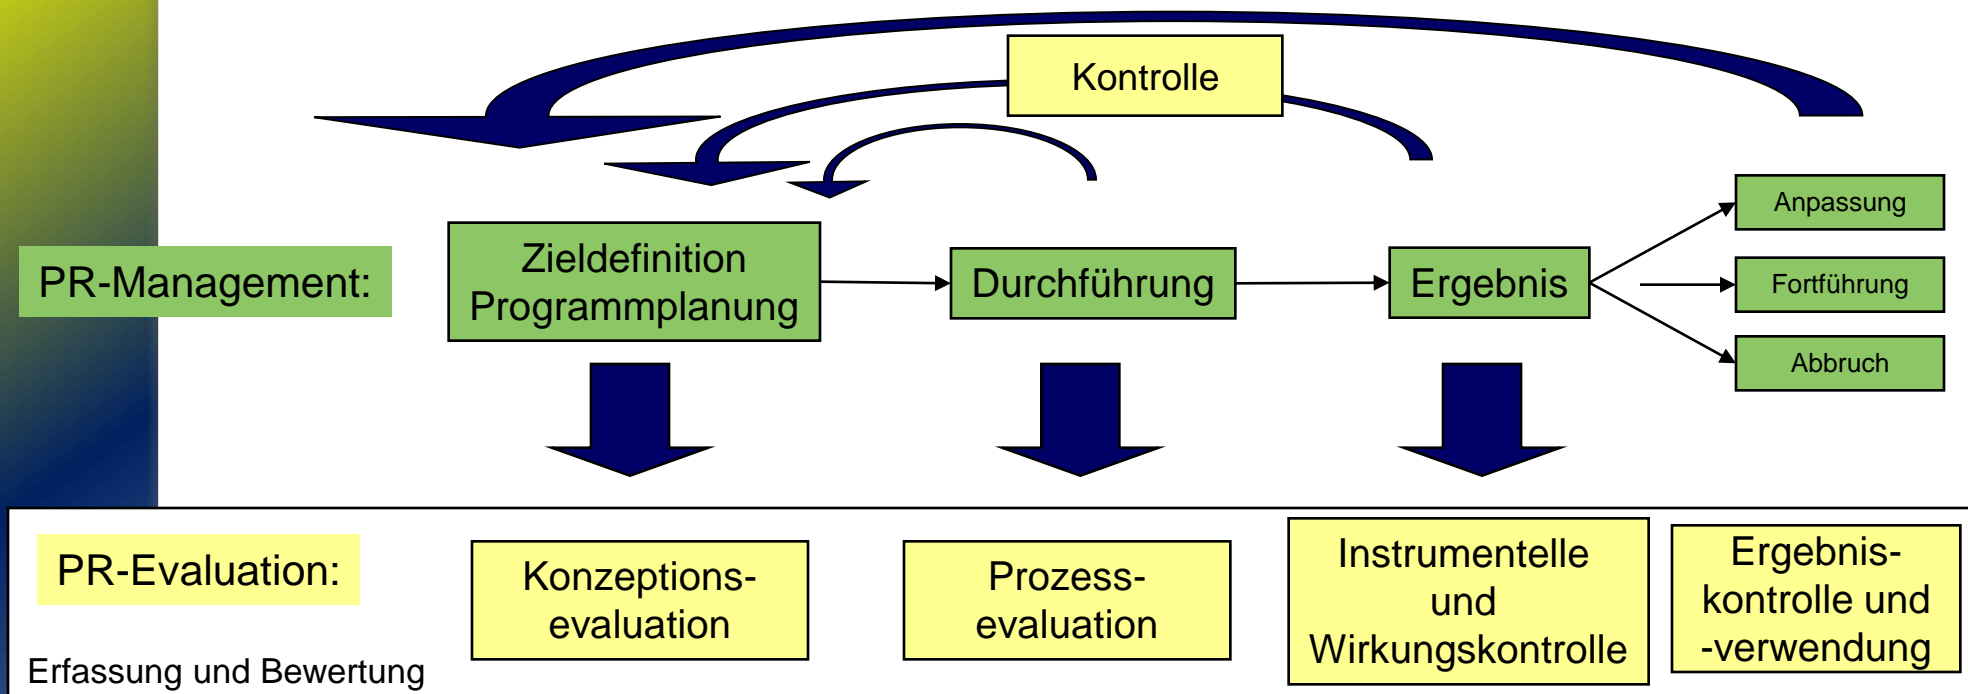 Kontrolle
Anpassung
PR-Management:
Zieldefinition
Programmplanung
Durchführung
Ergebnis
Fortführung
Abbruch
PR-Evaluation:
Konzeptions-
evaluation
Prozess-
evaluation
Instrumentelle
und
Wirkungskontrolle
Ergebnis-
kontrolle und
-verwendung
Erfassung und Bewertung